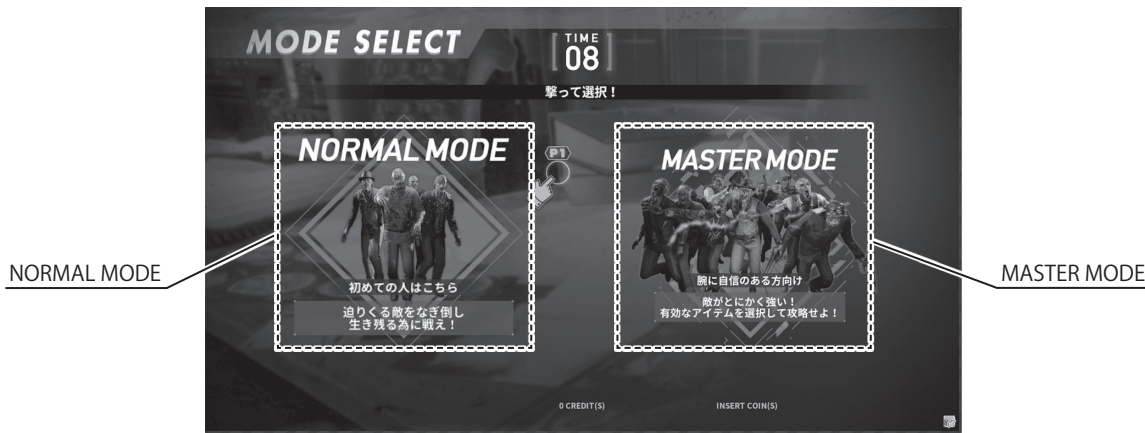 MODE SELECT
TIME
08
撃って選択！
NORMAL MODE
P1
MASTER MODE
初めての人はこちら
迫りくる敵をなぎ倒し
生き残る為に戦え！
腕に自信のある方向け
敵がとにかく強い！
有効なアイテムを選択して攻略せよ！
NORMAL MODE
MASTER MODE
0 CREDIT(S)
INSERT COIN(S)